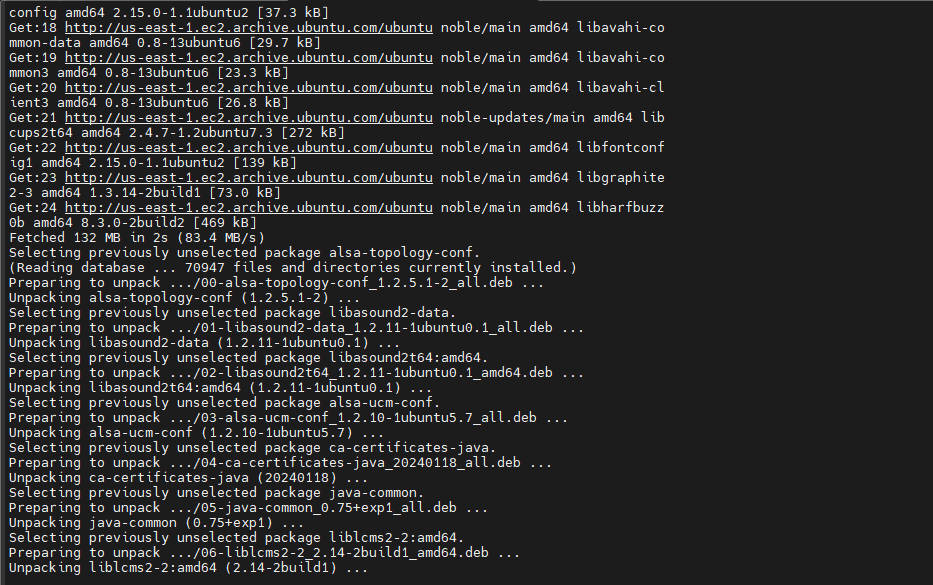 config amd64 2.15.0-1.1ubuntu2 [37.3 kB]
Get:18 http://us-east-1.ec2.archive.ubuntu.com/ubuntu noble/main amd64 libavahi-co
mmon-data amd64 0.8-13ubuntu6 [29.7 kB]
Get:19 http://us-east-1.ec2.archive.ubuntu.com/ubuntu noble/main amd64 libavahi-co
mmon3 amd64 0.8-13ubuntu6 [23.3 kB]
Get:20 http://us-east-1.ec2.archive.ubuntu.com/ubuntu noble/main amd64 libavahi-cl
ient3 amd64 0.8-13ubuntu6 [26.8 kB]
Get:21 http://us-east-1.ec2.archive.ubuntu.com/ubuntu noble-updates/main amd64 lib
cups2t64 amd64 2.4.7-1.2ubuntu7.3 [272 kB]
Get:22 http://us-east-1.ec2.archive.ubuntu.com/ubuntu noble/main amd64 libfontconf
ig1 amd64 2.15.0-1.1ubuntu2 [139 kB]
Get:23 http://us-east-1.ec2.archive.ubuntu.com/ubuntu noble/main amd64 libgraphite
2-3 amd64 1.3.14-2build1 [73.0 kB]
Get:24 http://us-east-1.ec2.archive.ubuntu.com/ubuntu noble/main amd64 libharfbuzz
0b amd64 8.3.0-2build2 [469 kB]
Fetched 132 MB in 2s (83.4 MB/s)
Selecting previously unselected package alsa-topology-conf.
(Reading database ... 70947 files and directories currently installed.)
Preparing to unpack .../00-alsa-topology-conf_1.2.5.1-2_all.deb ...
Unpacking alsa-topology-conf (1.2.5.1-2) ...
Selecting previously unselected package libasound2-data.
Preparing to unpack .../01-libasound2-data_1.2.11-1ubuntu0.1_all.deb ...
Unpacking libasound2-data (1.2.11-1ubuntu0.1) ...
Selecting previously unselected package libasound2t64:amd64.
Preparing to unpack .../02-libasound2t64_1.2.11-1ubuntu0.1_amd64.deb ...
Unpacking libasound2t64:amd64 (1.2.11-1ubuntu0.1) ...
Selecting previously unselected package alsa-ucm-conf.
Preparing to unpack .../03-alsa-ucm-conf_1.2.10-1ubuntu5.7_all.deb ...
Unpacking alsa-ucm-conf (1.2.10-1ubuntu5.7) ...
Selecting previously unselected package ca-certificates-java.
Preparing to unpack .../04-ca-certificates-java_20240118_all.deb ...
Unpacking ca-certificates-java (20240118) ...
Selecting previously unselected package java-common.
Preparing to unpack .../05-java-common_0.75+exp1_all.deb ...
Unpacking java-common (0.75+exp1) ...
Selecting previously unselected package liblcms2-2:amd64.
Preparing to unpack .../06-liblcms2-2_2.14-2build1_amd64.deb ...
Unpacking liblcms2-2:amd64 (2.14-2build1) ...